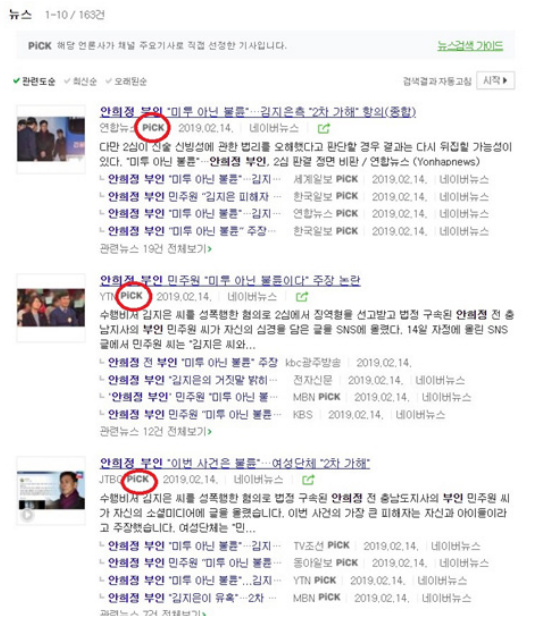 뉴스 1-10 / 163건
PiCK 해당 언론사가 채널 주요기사로 직접 선정한 기사입니다. 뉴스검색 가이드
관련도순 최신순 오래된순 검색결과 자동고침 시작
안희정 부인 "미투 아닌 불륜"…김지은측 "2차 가해" 항의(종합)
연합뉴스 PiCK 2019.02.14. 네이버뉴스
다만 2심이 진술 신빙성에 관한 법리를 오해했다고 판단할 경우 결과는 다시 뒤집힐 가능성이
있다. "미투 아닌 불륜"…안희정 부인, 2심 판결 정면 비판 / 연합뉴스 (Yonhapnews)
안희정 부인 "미투 아닌 불륜"…김지… 세계일보 PiCK 2019.02.14. 네이버뉴스
안희정 부인 민주원 "김지은 피해자 … 한국일보 PiCK 2019.02.14. 네이버뉴스
안희정 부인 "미투 아닌 불륜"…김지… 연합뉴스 PiCK 2019.02.14. 네이버뉴스
안희정 부인 "미투 아닌 불륜" 주장… 한국일보 PiCK 2019.02.14. 네이버뉴스
관련뉴스 19건 전체보기>
안희정 부인 민주원 "미투 아닌 불륜이다" 주장 논란
YTN PiCK 2019.02.14. 네이버뉴스
수행비서 김지은 씨를 성폭행한 혐의로 2심에서 징역형을 선고받고 법정 구속된 안희정 전 충
남지사의 부인 민주원 씨가 자신의 심경을 담은 글을 SNS에 올렸다. 14일 자정에 올린 SNS
글에서 민주원 씨는 "김지은 씨와...
안희정 전 부인 "미투 아닌 불륜" 주장 kbc광주방송 2019.02.14.
안희정 부인 "김지은의 거짓말 밝히… 전자신문 2019.02.14. 네이버뉴스
'안희정 부인' 민주원 "미투 아닌 불… MBN PiCK 2019.02.14. 네이버뉴스
안희정 부인 민주원 "미투 아닌 불… KBS 2019.02.14. 네이버뉴스
관련뉴스 12건 전체보기>
안희정 부인 "이번 사건은 불륜"…여성단체 "2차 가해"
JTBC PiCK 2019.02.14. 네이버뉴스
수행비서 김지은 씨를 성폭행한 혐의로 법정 구속된 안희정 전 충남도지사의 부인 민주원 씨
가 자신의 소셜미디어에 글을 올렸습니다. 이번 사건의 가장 큰 피해자는 자신과 아이들이라
고 주장했습니다. 여성단체는 "민...
안희정 부인 "미투 아닌 불륜"…김지… TV조선 PiCK 2019.02.14. 네이버뉴스
안희정 부인 민주원 "미투 아닌 불륜… 동아일보 PiCK 2019.02.14. 네이버뉴스
안희정 부인 "미투 아닌 불륜"...김지… YTN PiCK 2019.02.14. 네이버뉴스
안희정 부인 "김지은이 유혹"…2차 … MBN PiCK 2019.02.14. 네이버뉴스
관련뉴스 7건 전체보기>